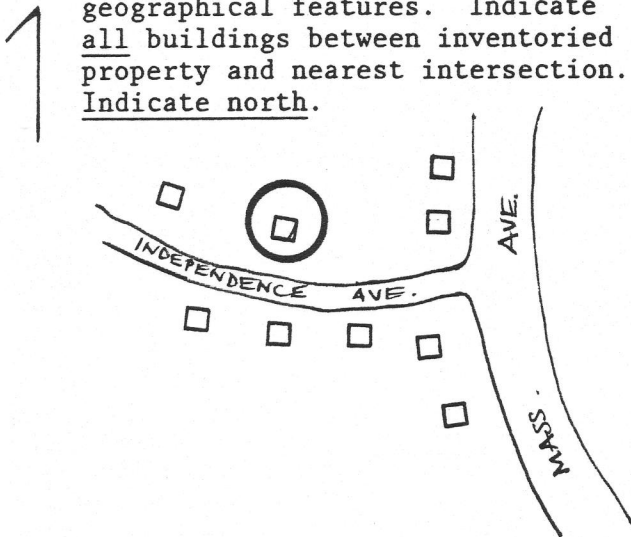 geographical features. Indicate
all buildings between inventoried
property and nearest intersection.
Indicate north.
INDEPENDENCE AVE.
MASS. AVE.